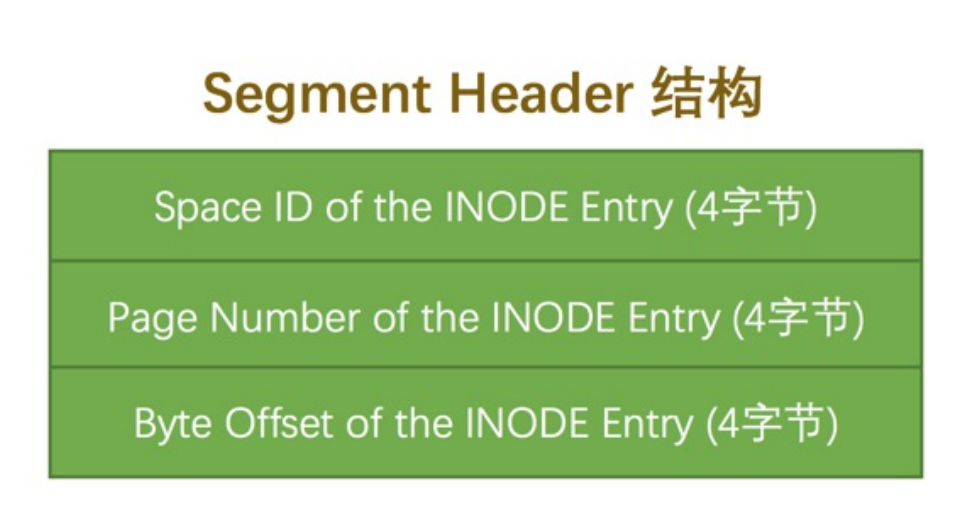 Segment Header 结构
Space ID of the INODE Entry (4字节)
Page Number of the INODE Entry (4字节)
Byte Offset of the INODE Entry (4字节)